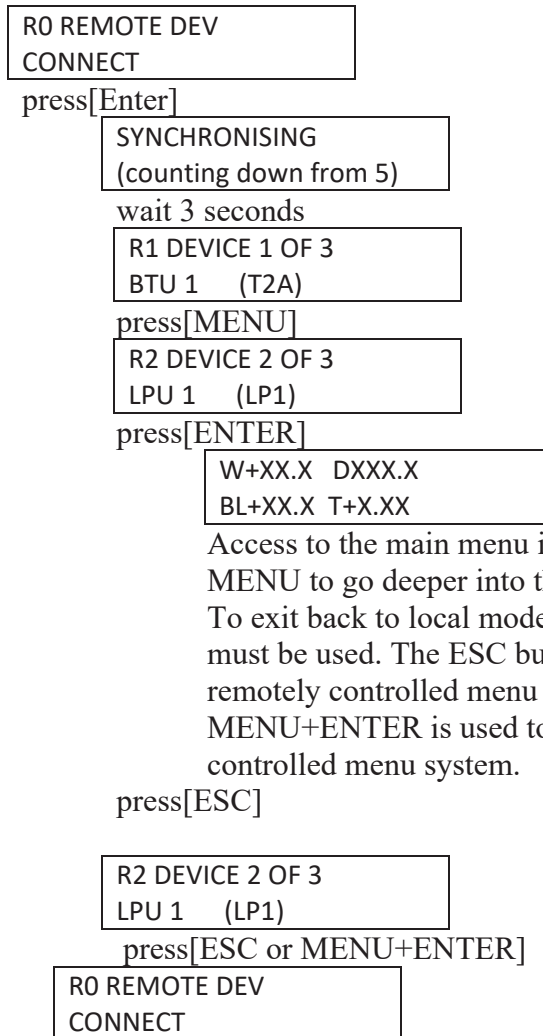 R0 REMOTE DEV
CONNECT
press[Enter]
SYNCHRONISING
(counting down from 5)
wait 3 seconds
R1 DEVICE 1 OF 3
BTU 1 (T2A)
press[MENU]
R2 DEVICE 2 OF 3
LPU 1 (LP1)
press[ENTER]
W+XX.X DXXX.X
BL+XX.X T+X.XX
Access to the main menu
MENU to go deeper into
To exit back to local mode
must be used. The ESC
remotely controlled menu
MENU+ENTER is used
controlled menu system.
press[ESC]
R2 DEVICE 2 OF 3
LPU 1 (LP1)
press[ESC or MENU+ENTER]
R0 REMOTE DEV
CONNECT